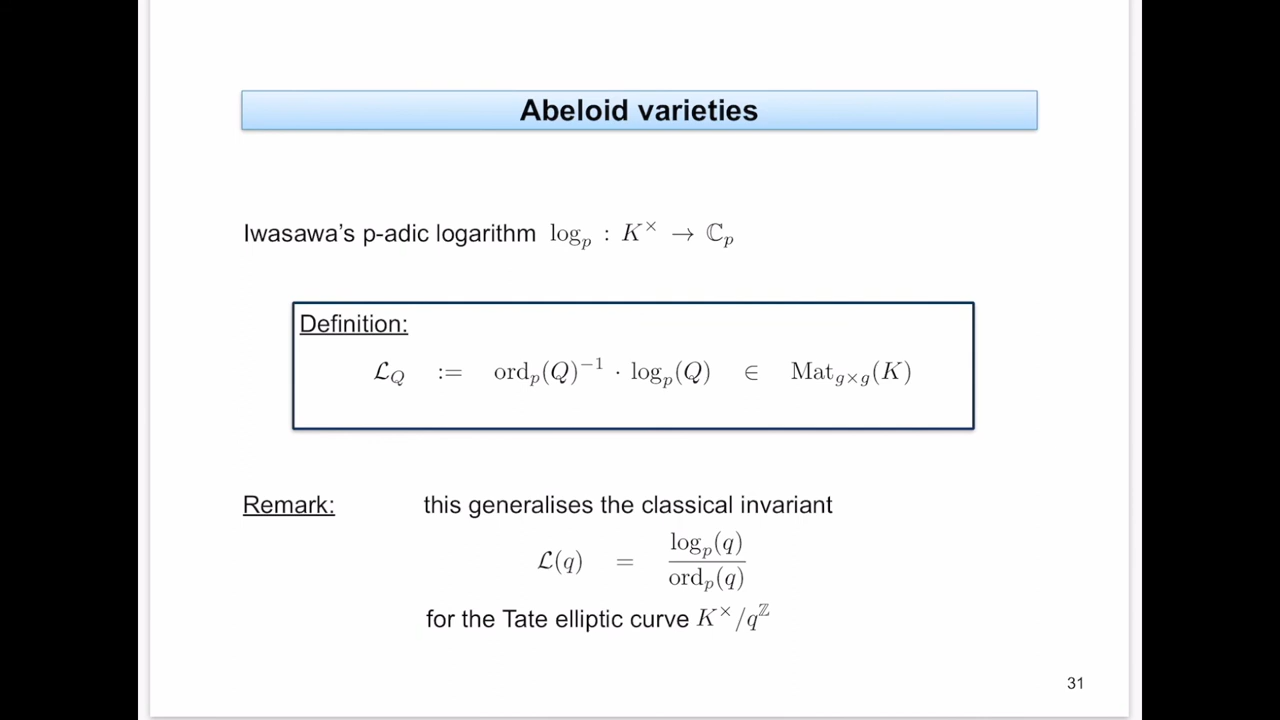 Abeloid varieties
Iwasawa's p-adic logarithm log_p : K^× → ℂ_p
Definition:
ℒ_Q := ord_p(Q)^{−1} · log_p(Q) ∈ Mat_{g×g}(K)
Remark: this generalises the classical invariant
ℒ(q) = log_p(q) / ord_p(q)
for the Tate elliptic curve K^×/q^ℤ
31